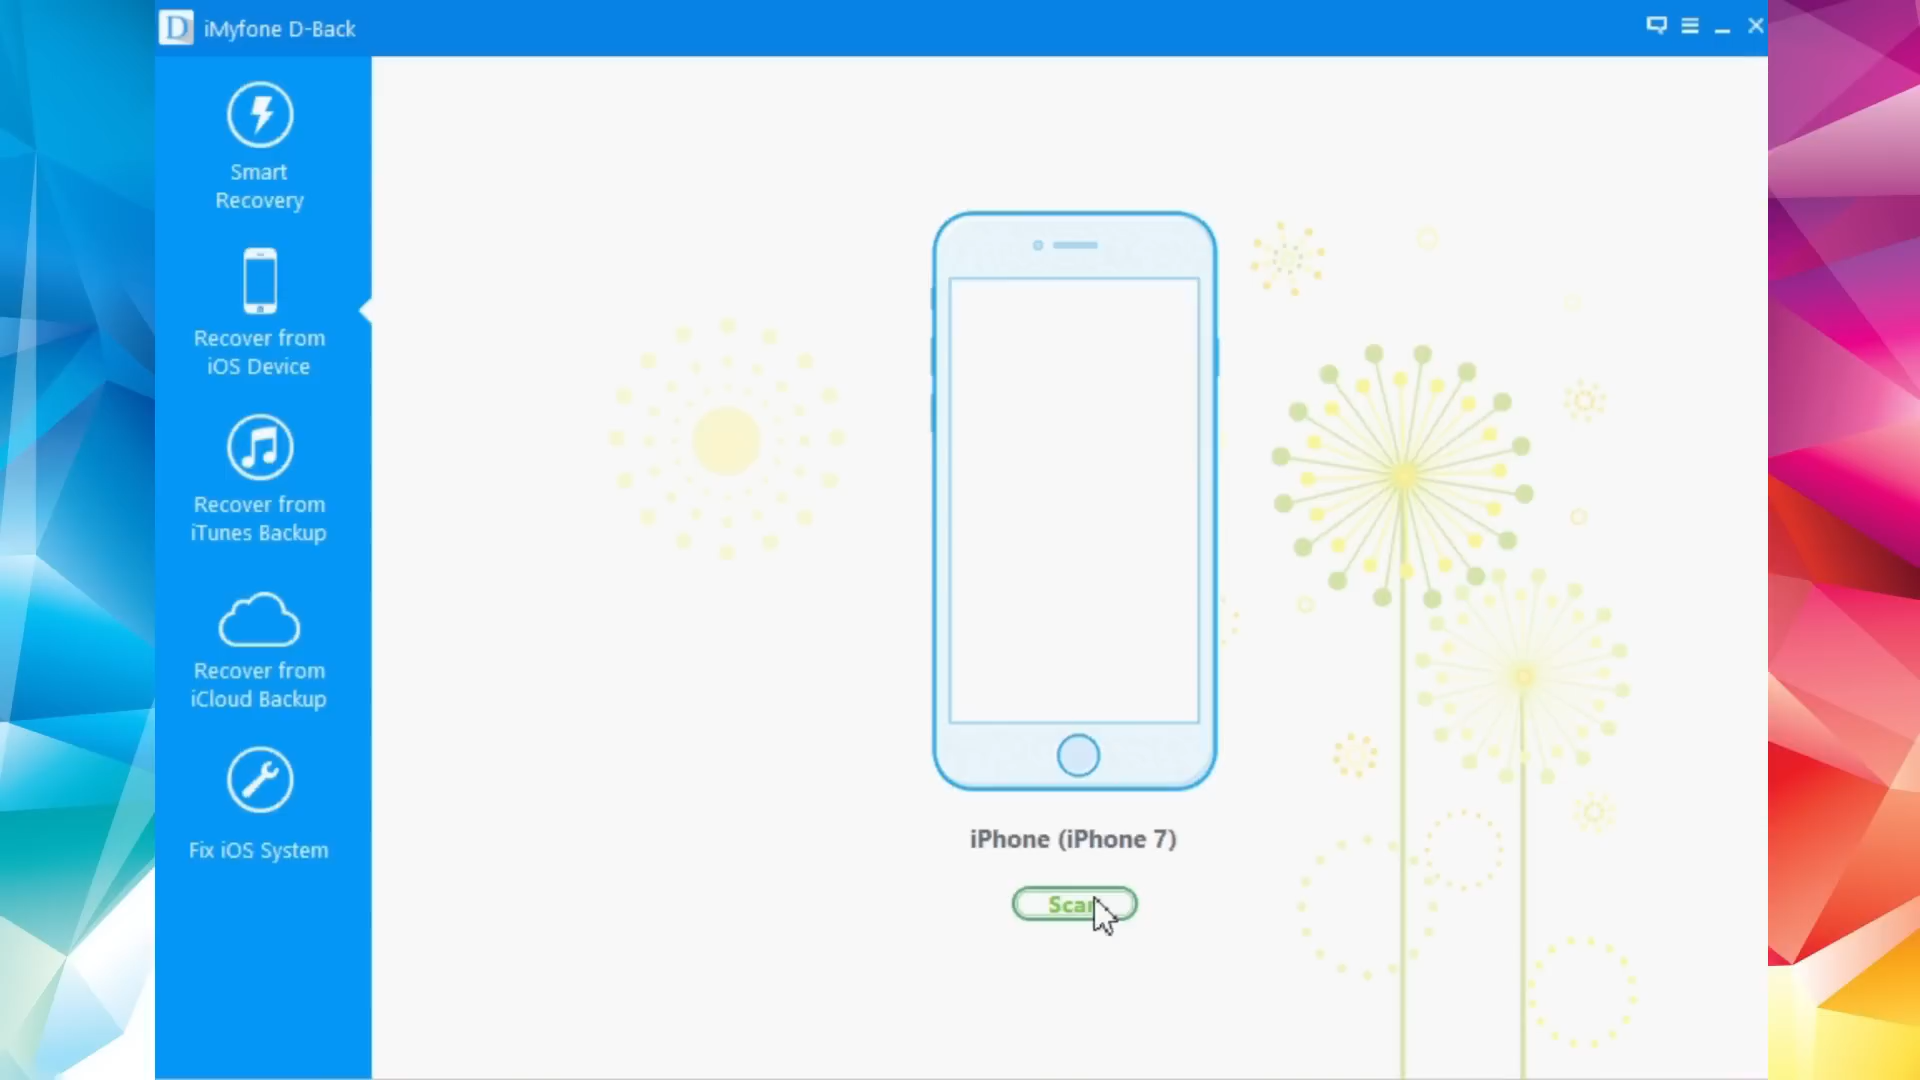 D iMyfone D-Back
Smart
Recovery
Recover from
iOS Device
Recover from
iTunes Backup
Recover from
iCloud Backup
Fix iOS System
iPhone (iPhone 7)
Scan